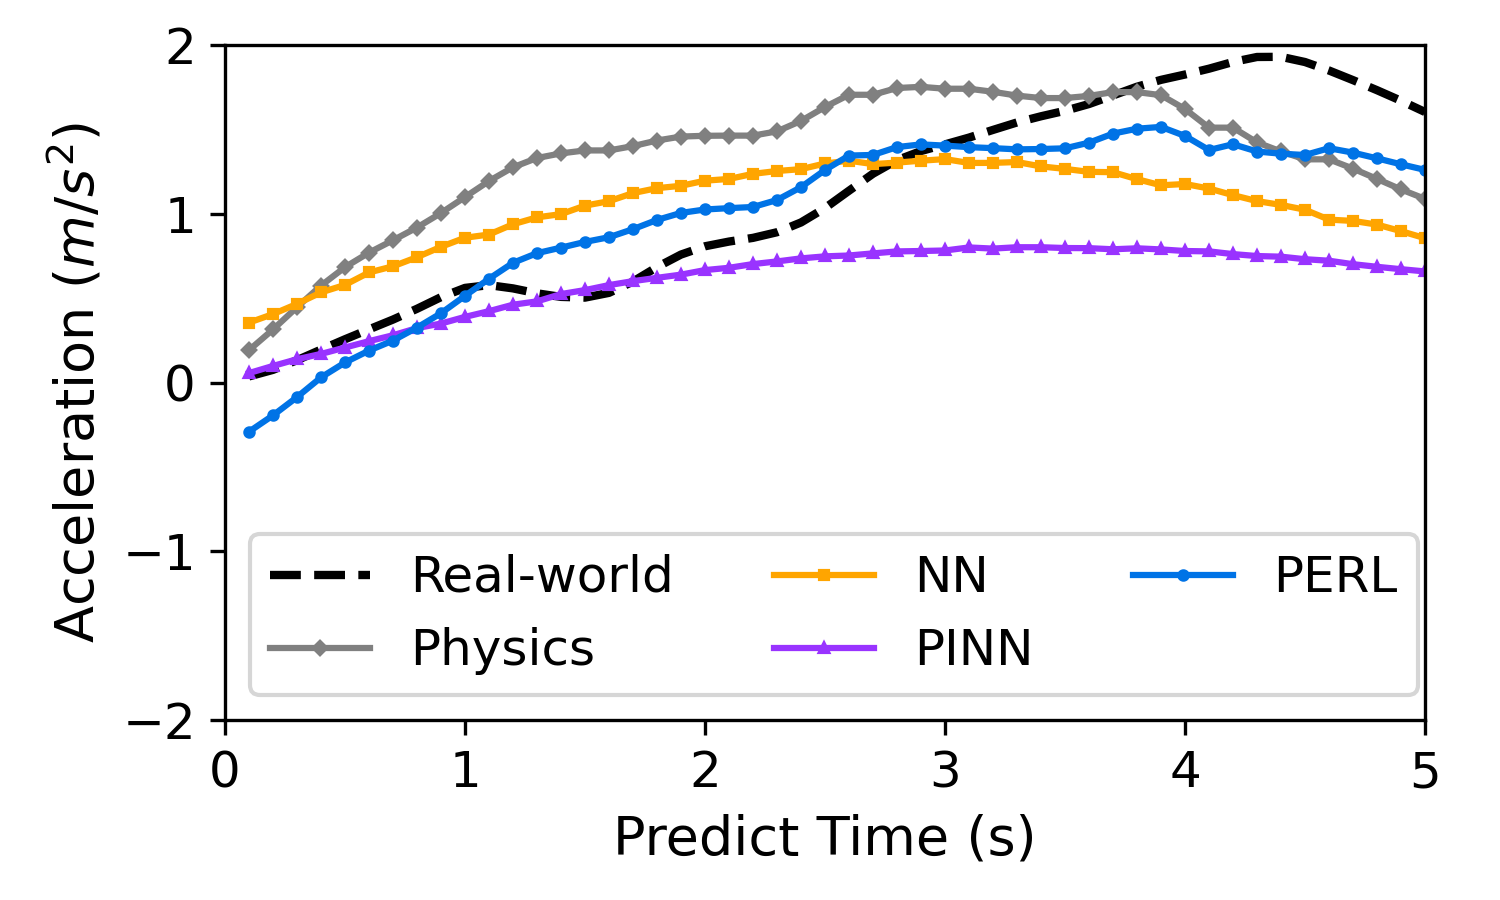 2
1
0
−1
−2
Acceleration (m/s²)
Real-world
Physics
NN
PINN
PERL
0 1 2 3 4 5
Predict Time (s)